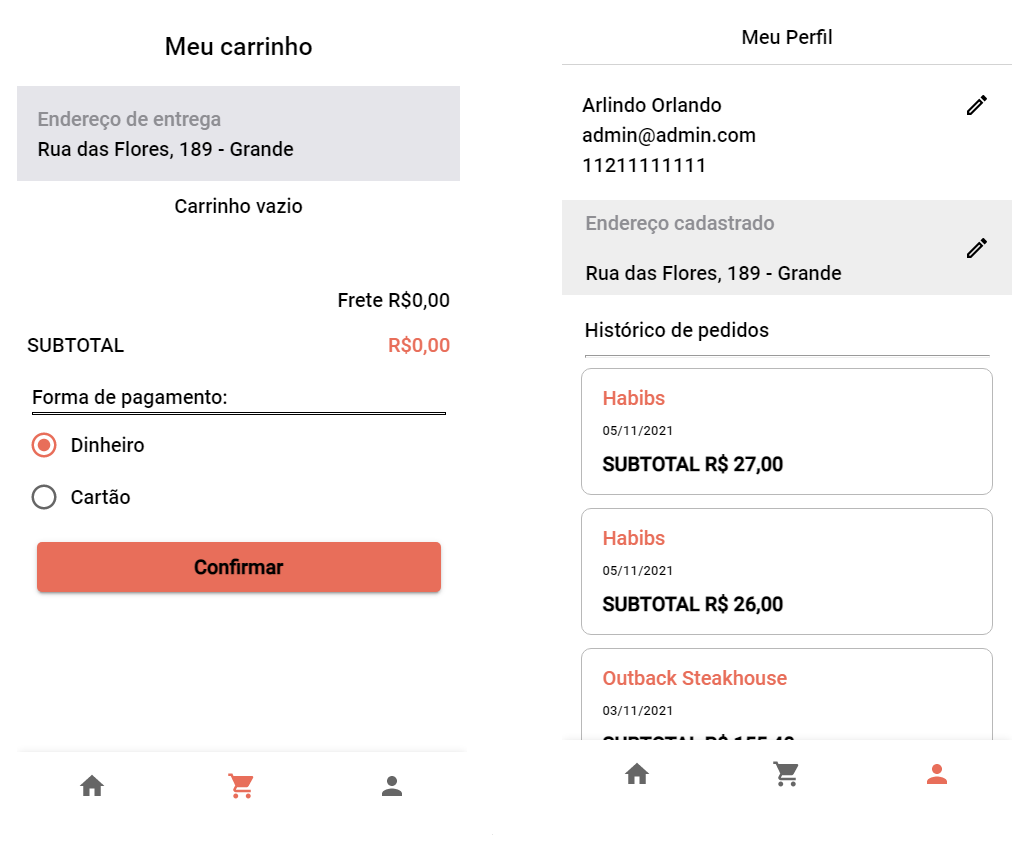 Meu carrinho
Endereço de entrega
Rua das Flores, 189 - Grande
Carrinho vazio
Frete R$0,00
SUBTOTAL R$0,00
Forma de pagamento:
Dinheiro
Cartão
Confirmar
Meu Perfil
Arlindo Orlando
admin@admin.com
11211111111
Endereço cadastrado
Rua das Flores, 189 - Grande
Histórico de pedidos
Habibs
05/11/2021
SUBTOTAL R$ 27,00
Habibs
05/11/2021
SUBTOTAL R$ 26,00
Outback Steakhouse
03/11/2021
SUBTOTAL R$